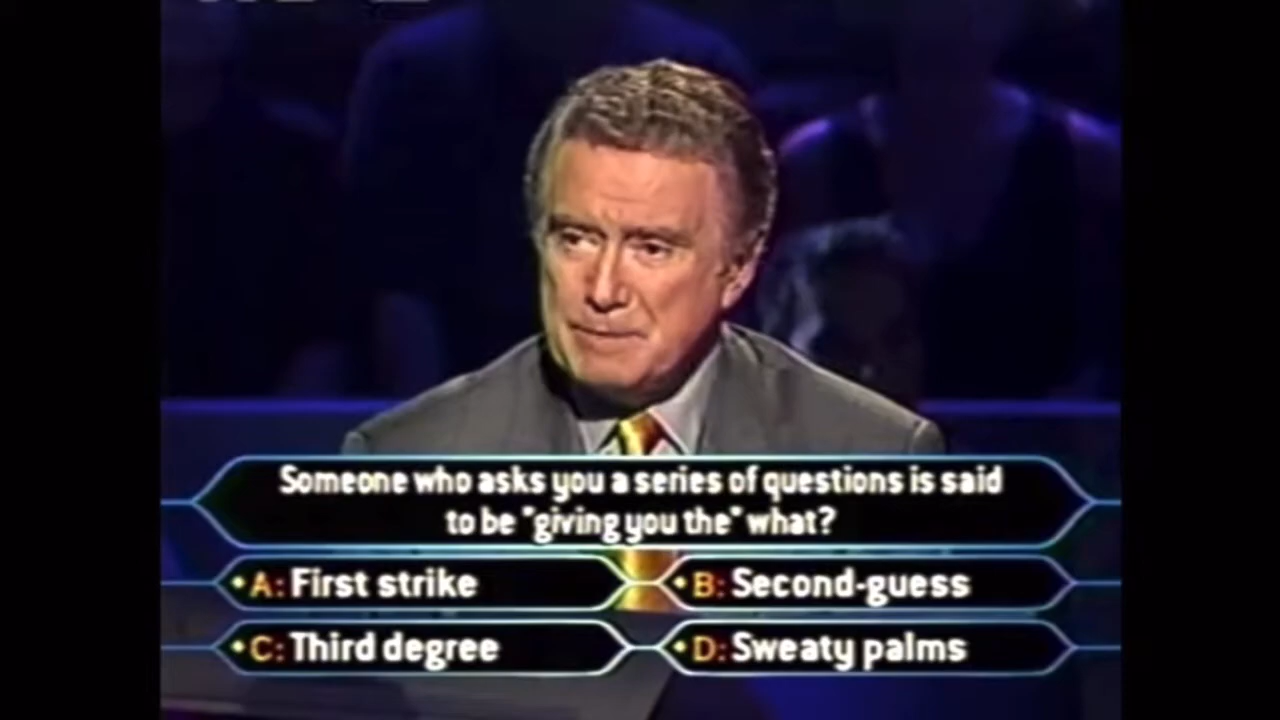 Someone who asks you a series of questions is said
to be "giving you the" what?
A: First strike
B: Second-guess
C: Third degree
D: Sweaty palms